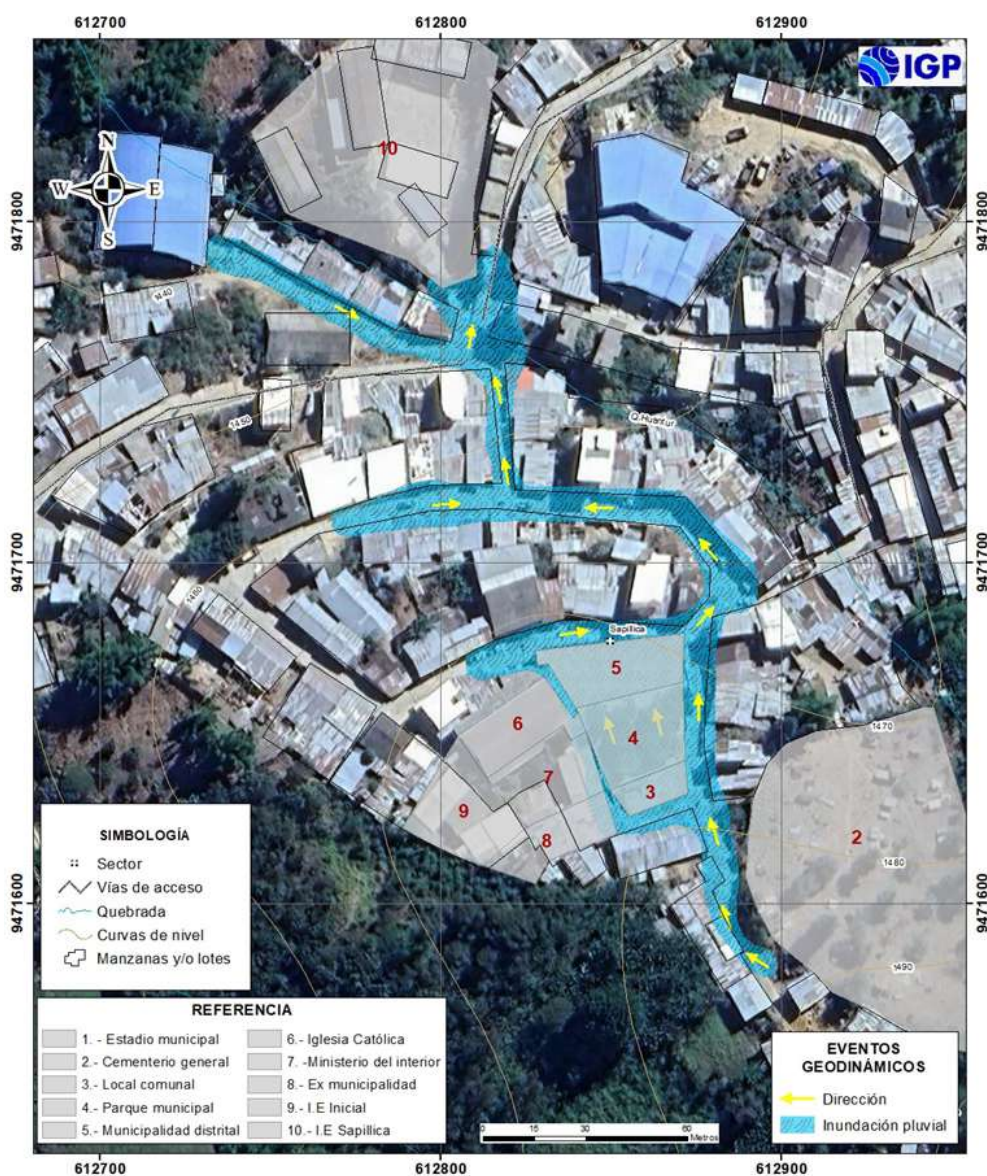 612700 612800 612900
IGP
N
W E
S
10
9471800 9471800
1440
1450
Q.Huanfur
9471700 9471700
1460
Sapillica
5
1470
6
4
7
3
9
2
8
1480
9471600 9471600
1490
SIMBOLOGÍA
Sector
Vías de acceso
Quebrada
Curvas de nivel
Manzanas y/o lotes
REFERENCIA
1. - Estadio municipal
2.- Cementerio general
3.- Local comunal
4.- Parque municipal
5.- Municipalidad distrital
6.- Iglesia Católica
7.-Ministerio del interior
8.- Ex municipalidad
9.- I.E Inicial
10.- I.E Sapillica
0 15 30 60
Metros
EVENTOS
GEODINÁMICOS
Dirección
Inundación pluvial
612700 612800 612900